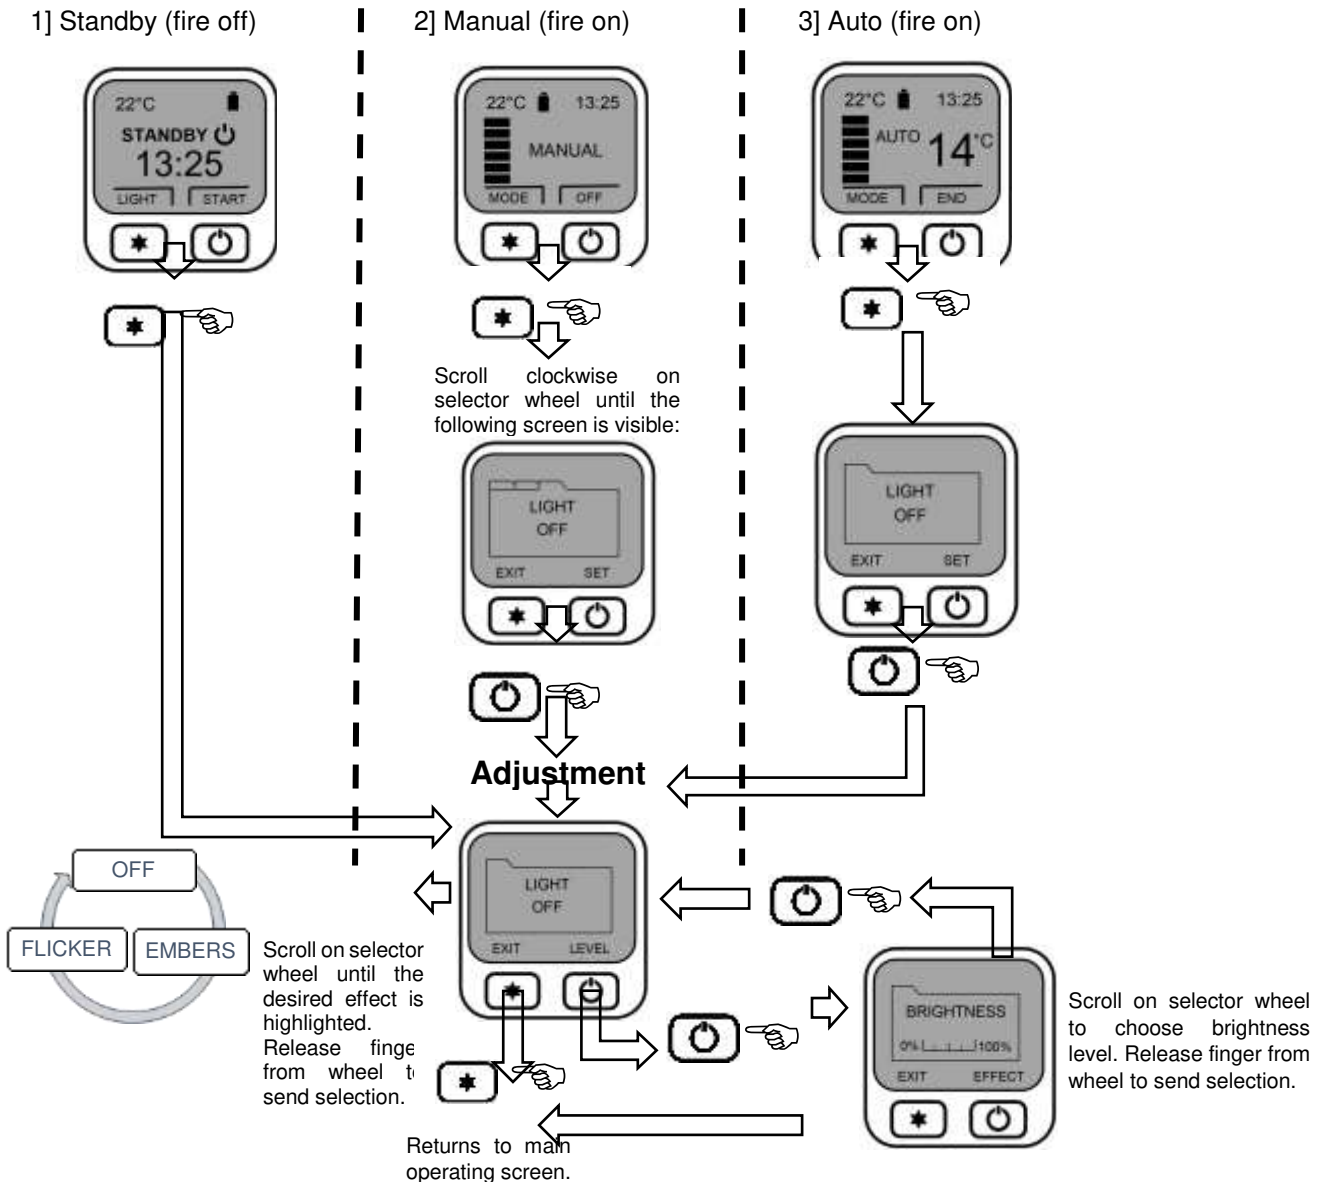 1] Standby (fire off)
2] Manual (fire on)
3] Auto (fire on)
22°C
STANDBY
13:25
LIGHT START
22°C 13:25
MANUAL
MODE OFF
22°C 13:25
AUTO 14°C
MODE END
Scroll clockwise on
selector wheel until the
following screen is visible:
LIGHT
OFF
EXIT SET
LIGHT
OFF
EXIT SET
Adjustment
OFF
FLICKER EMBERS
Scroll on selector
wheel until the
desired effect is
highlighted.
Release finge
from wheel t
send selection.
LIGHT
OFF
EXIT LEVEL
BRIGHTNESS
0% 100%
EXIT EFFECT
Scroll on selector wheel
to choose brightness
level. Release finger from
wheel to send selection.
Returns to main
operating screen.